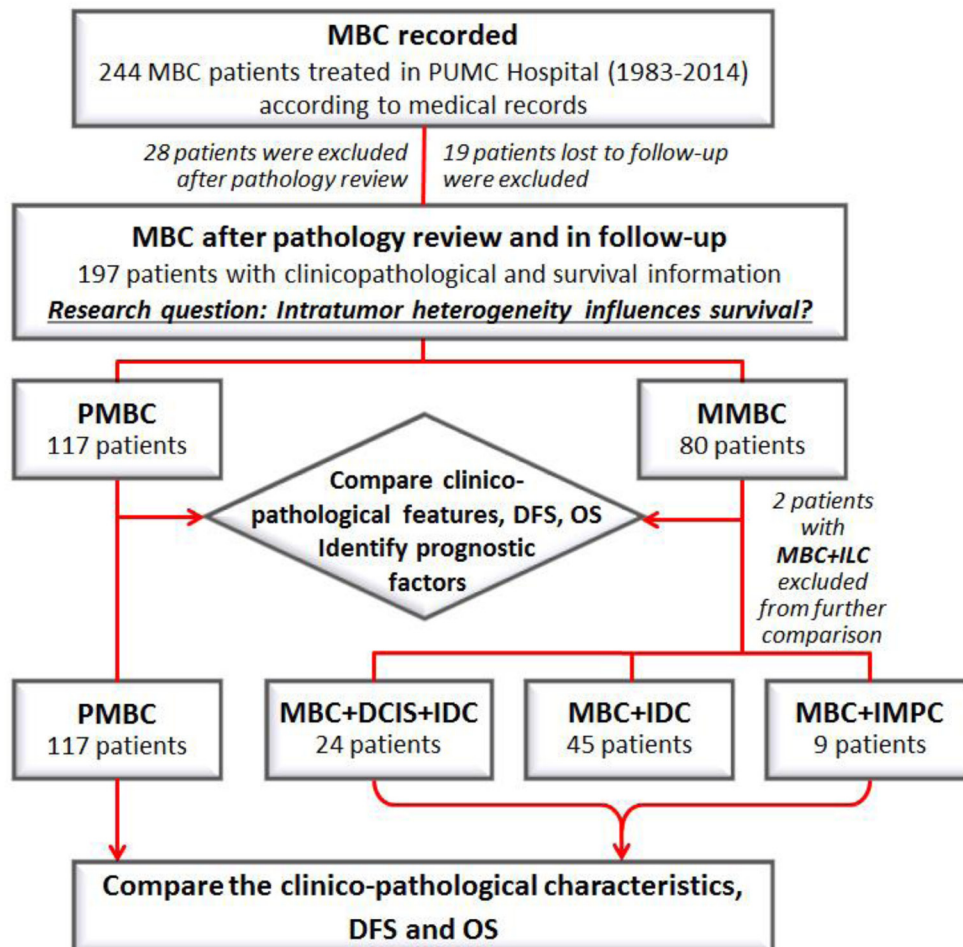 MBC recorded
244 MBC patients treated in PUMC Hospital (1983-2014)
according to medical records
28 patients were excluded
after pathology review
19 patients lost to follow-up
were excluded
MBC after pathology review and in follow-up
197 patients with clinicopathological and survival information
Research question: Intratumor heterogeneity influences survival?
PMBC
117 patients
MMBC
80 patients
Compare clinico-
pathological features, DFS, OS
Identify prognostic
factors
2 patients
with
MBC+ILC
excluded
from further
comparison
PMBC
117 patients
MBC+DCIS+IDC
24 patients
MBC+IDC
45 patients
MBC+IMPC
9 patients
Compare the clinico-pathological characteristics,
DFS and OS